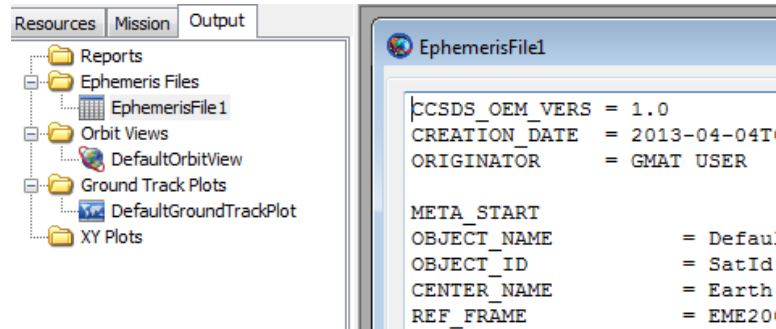 Resources Mission Output
Reports
Ephemeris Files
EphemerisFile1
Orbit Views
DefaultOrbitView
Ground Track Plots
DefaultGroundTrackPlot
XY Plots
EphemerisFile1
CCSDS_OEM_VERS = 1.0
CREATION_DATE = 2013-04-04T
ORIGINATOR = GMAT USER
META_START
OBJECT_NAME = Defau
OBJECT_ID = SatId
CENTER_NAME = Earth
REF_FRAME = EME20